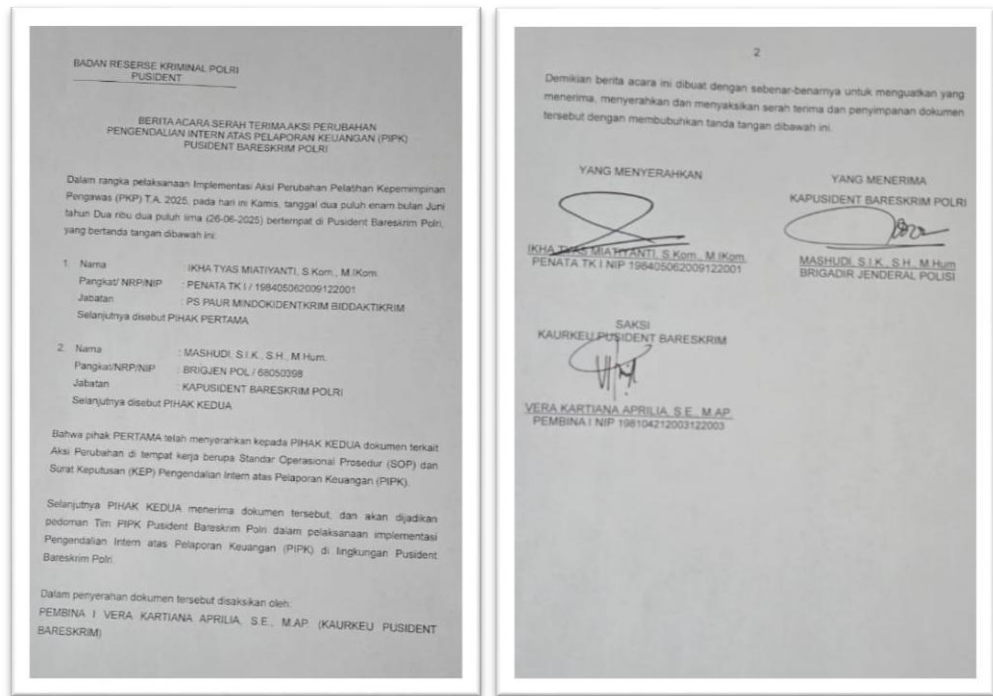 BADAN RESERSE KRIMINAL POLRI
PUSIDENT
BERITA ACARA SERAH TERIMA AKSI PERUBAHAN
PENGENDALIAN INTERN ATAS PELAPORAN KEUANGAN (PIPK)
PUSIDENT BARESKRIM POLRI
Dalam rangka pelaksanaan Implementasi Aksi Perubahan Pelatihan Kepemimpinan
Pengawas (PKP) T.A. 2025, pada hari ini Kamis, tanggal dua puluh enam bulan Juni
tahun Dua ribu dua puluh lima (26-06-2025) bertempat di Pusident Bareskrim Polri,
yang bertanda tangan dibawah ini:
1. Nama : IKHA TYAS MIATIYANTI, S.Kom., M.IKom.
Pangkat/ NRP/NIP : PENATA TK I / 198405062009122001
Jabatan : PS PAUR MINDOKIDENTKRIM BIDDAKTIKRIM
Selanjutnya disebut PIHAK PERTAMA
2. Nama : MASHUDI, S.I.K., S.H., M.Hum.
Pangkat/NRP/NIP : BRIGJEN POL / 68050398
Jabatan : KAPUSIDENT BARESKRIM POLRI
Selanjutnya disebut PIHAK KEDUA
Bahwa pihak PERTAMA telah menyerahkan kepada PIHAK KEDUA dokumen terkait
Aksi Perubahan di tempat kerja berupa Standar Operasional Prosedur (SOP) dan
Surat Keputusan (KEP) Pengendalian Intern atas Pelaporan Keuangan (PIPK).
Selanjutnya PIHAK KEDUA menerima dokumen tersebut, dan akan dijadikan
pedoman Tim PIPK Pusident Bareskrim Polri dalam pelaksanaan implementasi
Pengendalian Intern atas Pelaporan Keuangan (PIPK) di lingkungan Pusident
Bareskrim Polri.
Dalam penyerahan dokumen tersebut disaksikan oleh:
PEMBINA I VERA KARTIANA APRILIA, S.E., M.AP. (KAURKEU PUSIDENT
BARESKRIM)
2
Demikian berita acara ini dibuat dengan sebenar-benarnya untuk menguatkan yang
menerima, menyerahkan dan menyaksikan serah terima dan penyimpanan dokumen
tersebut dengan membubuhkan tanda tangan dibawah ini.
YANG MENYERAHKAN
IKHA TYAS MIATIYANTI, S.Kom., M.IKom.
PENATA TK I NIP 198405062009122001
YANG MENERIMA
KAPUSIDENT BARESKRIM POLRI
MASHUDI, S.I.K., S.H., M.Hum
BRIGADIR JENDERAL POLISI
SAKSI
KAURKEU PUSIDENT BARESKRIM
VERA KARTIANA APRILIA, S.E., M.AP.
PEMBINA I NIP 198104212003122003